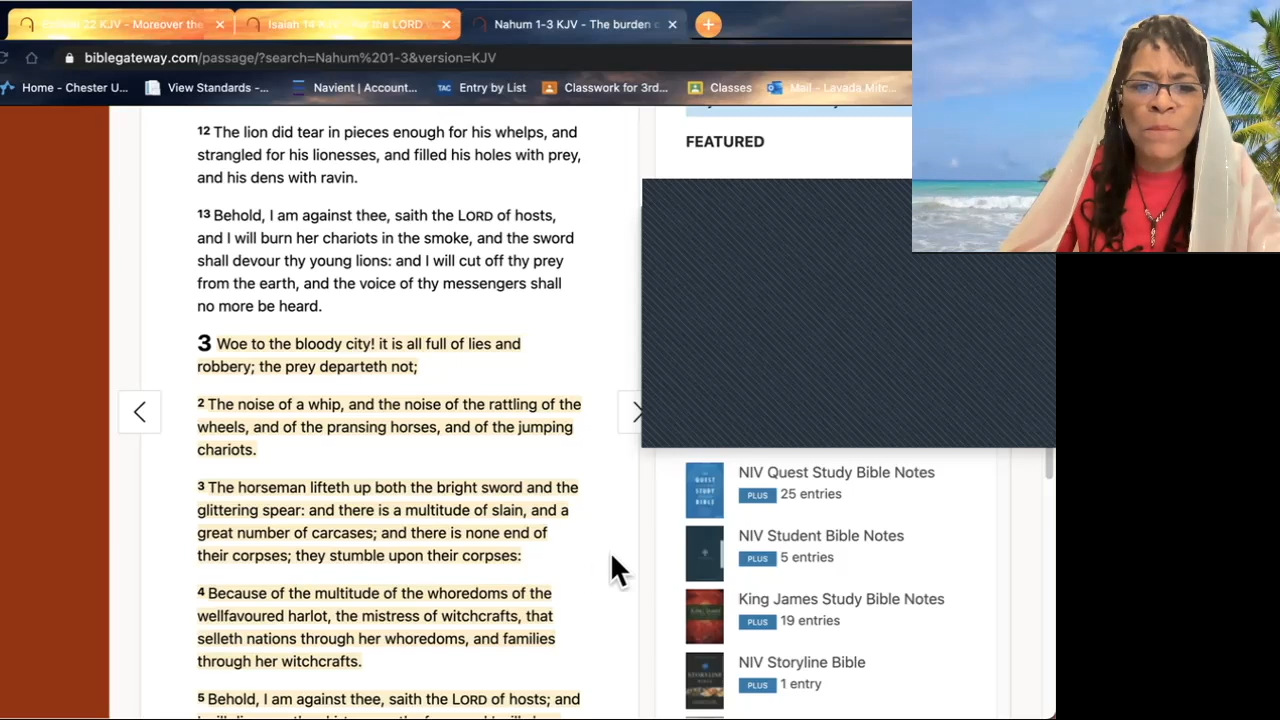 22 KJV - Moreover the
Isaiah 14 KJV - For the LORD
Nahum 1-3 KJV - The burden o
biblegateway.com/passage/?search=Nahum%201-3&version=KJV
Home - Chester U...
View Standards -...
Navient | Account...
TAC Entry by List
Classwork for 3rd...
Classes
Mail - Lavada Mitc...
12 The lion did tear in pieces enough for his whelps, and
strangled for his lionesses, and filled his holes with prey,
and his dens with ravin.
13 Behold, I am against thee, saith the LORD of hosts,
and I will burn her chariots in the smoke, and the sword
shall devour thy young lions: and I will cut off thy prey
from the earth, and the voice of thy messengers shall
no more be heard.
3 Woe to the bloody city! it is all full of lies and
robbery; the prey departeth not;
2 The noise of a whip, and the noise of the rattling of the
wheels, and of the pransing horses, and of the jumping
chariots.
3 The horseman lifteth up both the bright sword and the
glittering spear: and there is a multitude of slain, and a
great number of carcases; and there is none end of
their corpses; they stumble upon their corpses:
4 Because of the multitude of the whoredoms of the
wellfavoured harlot, the mistress of witchcrafts, that
selleth nations through her whoredoms, and families
through her witchcrafts.
5 Behold, I am against thee, saith the LORD of hosts; and
FEATURED
NIV Quest Study Bible Notes
PLUS 25 entries
NIV Student Bible Notes
PLUS 5 entries
King James Study Bible Notes
PLUS 19 entries
NIV Storyline Bible
PLUS 1 entry